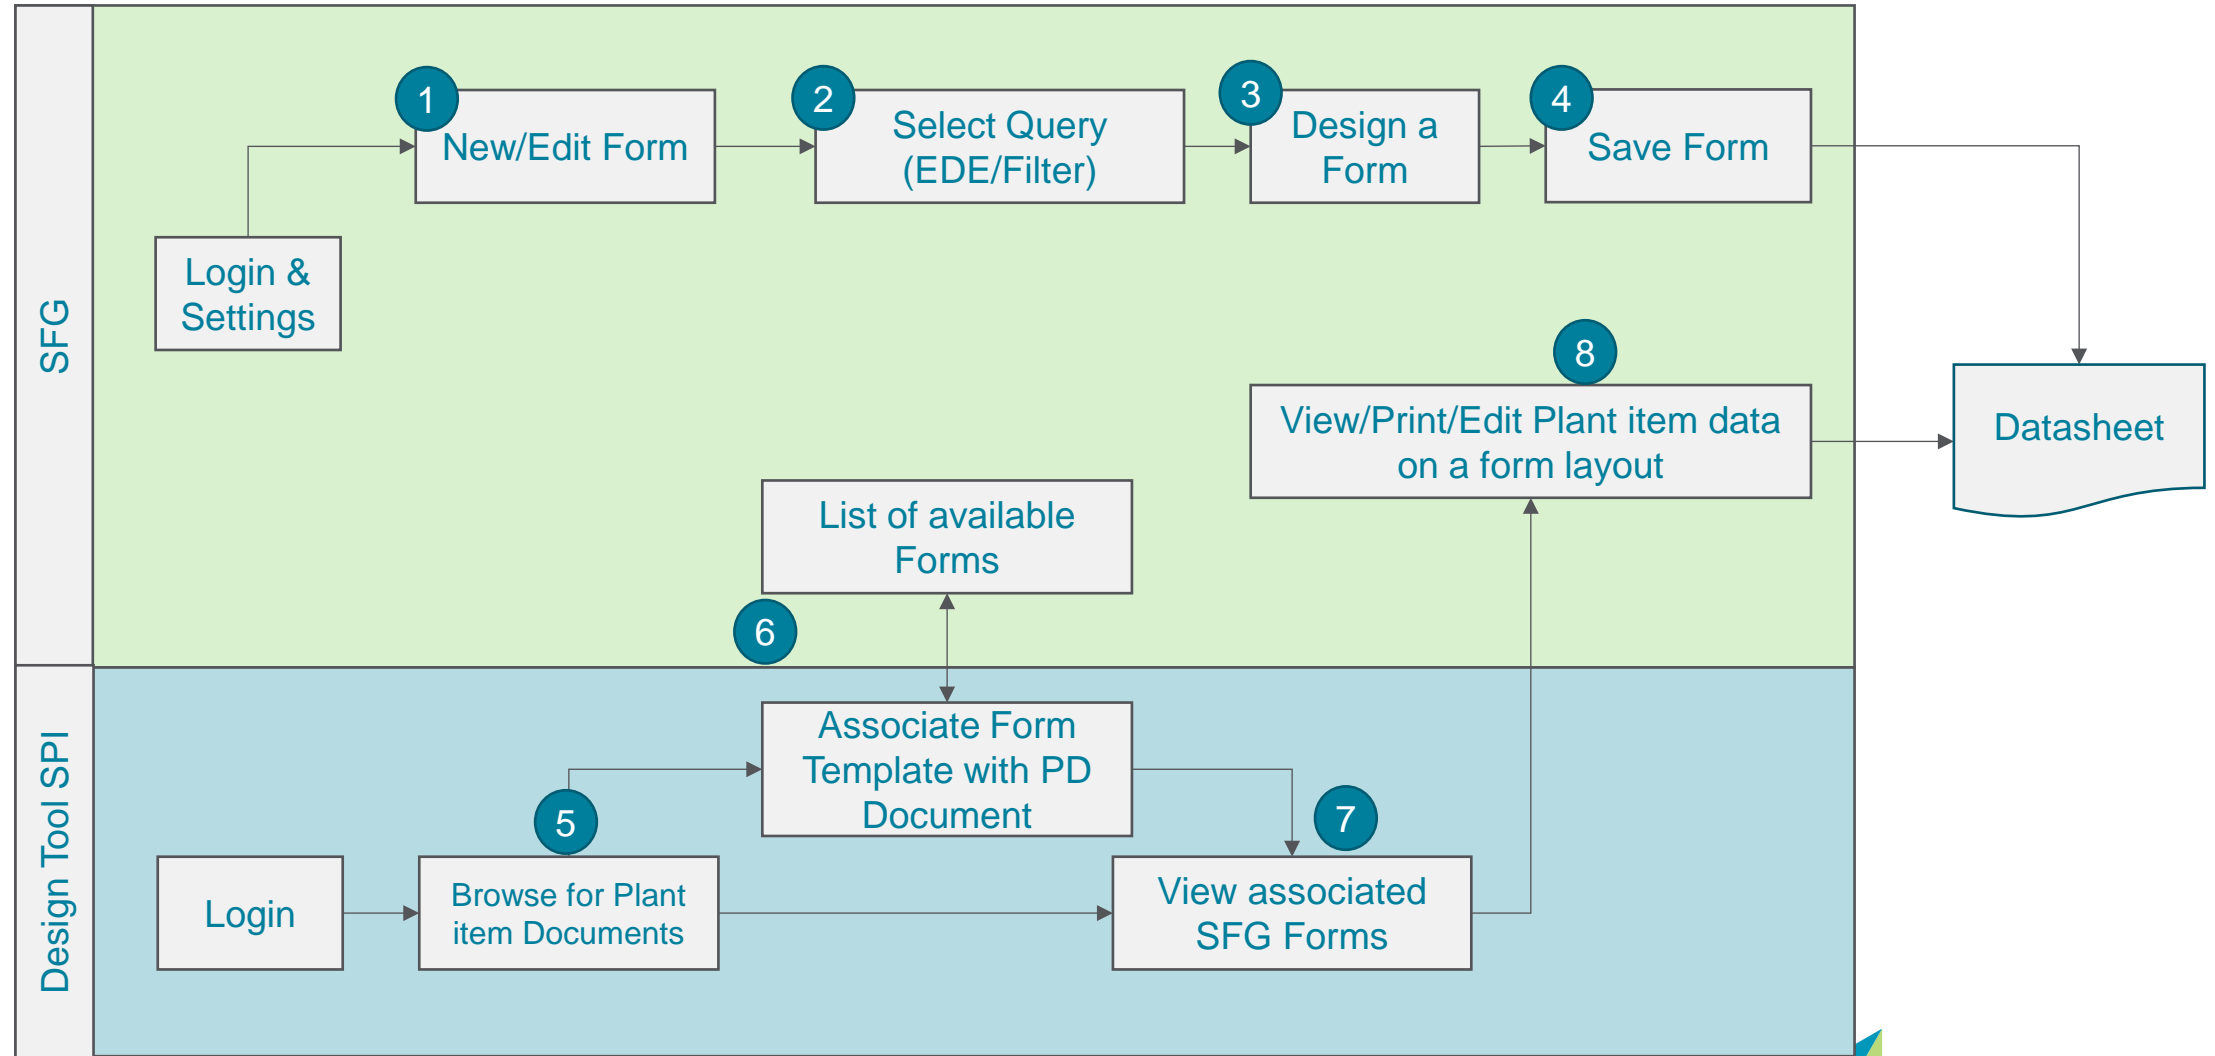 SFG
1
New/Edit Form
2
Select Query
(EDE/Filter)
3
Design a
Form
4
Save Form
Login &
Settings
8
View/Print/Edit Plant item data
on a form layout
Datasheet
List of available
Forms
6
Design Tool SPI
Associate Form
Template with PD
Document
5
7
Login
Browse for Plant
item Documents
View associated
SFG Forms